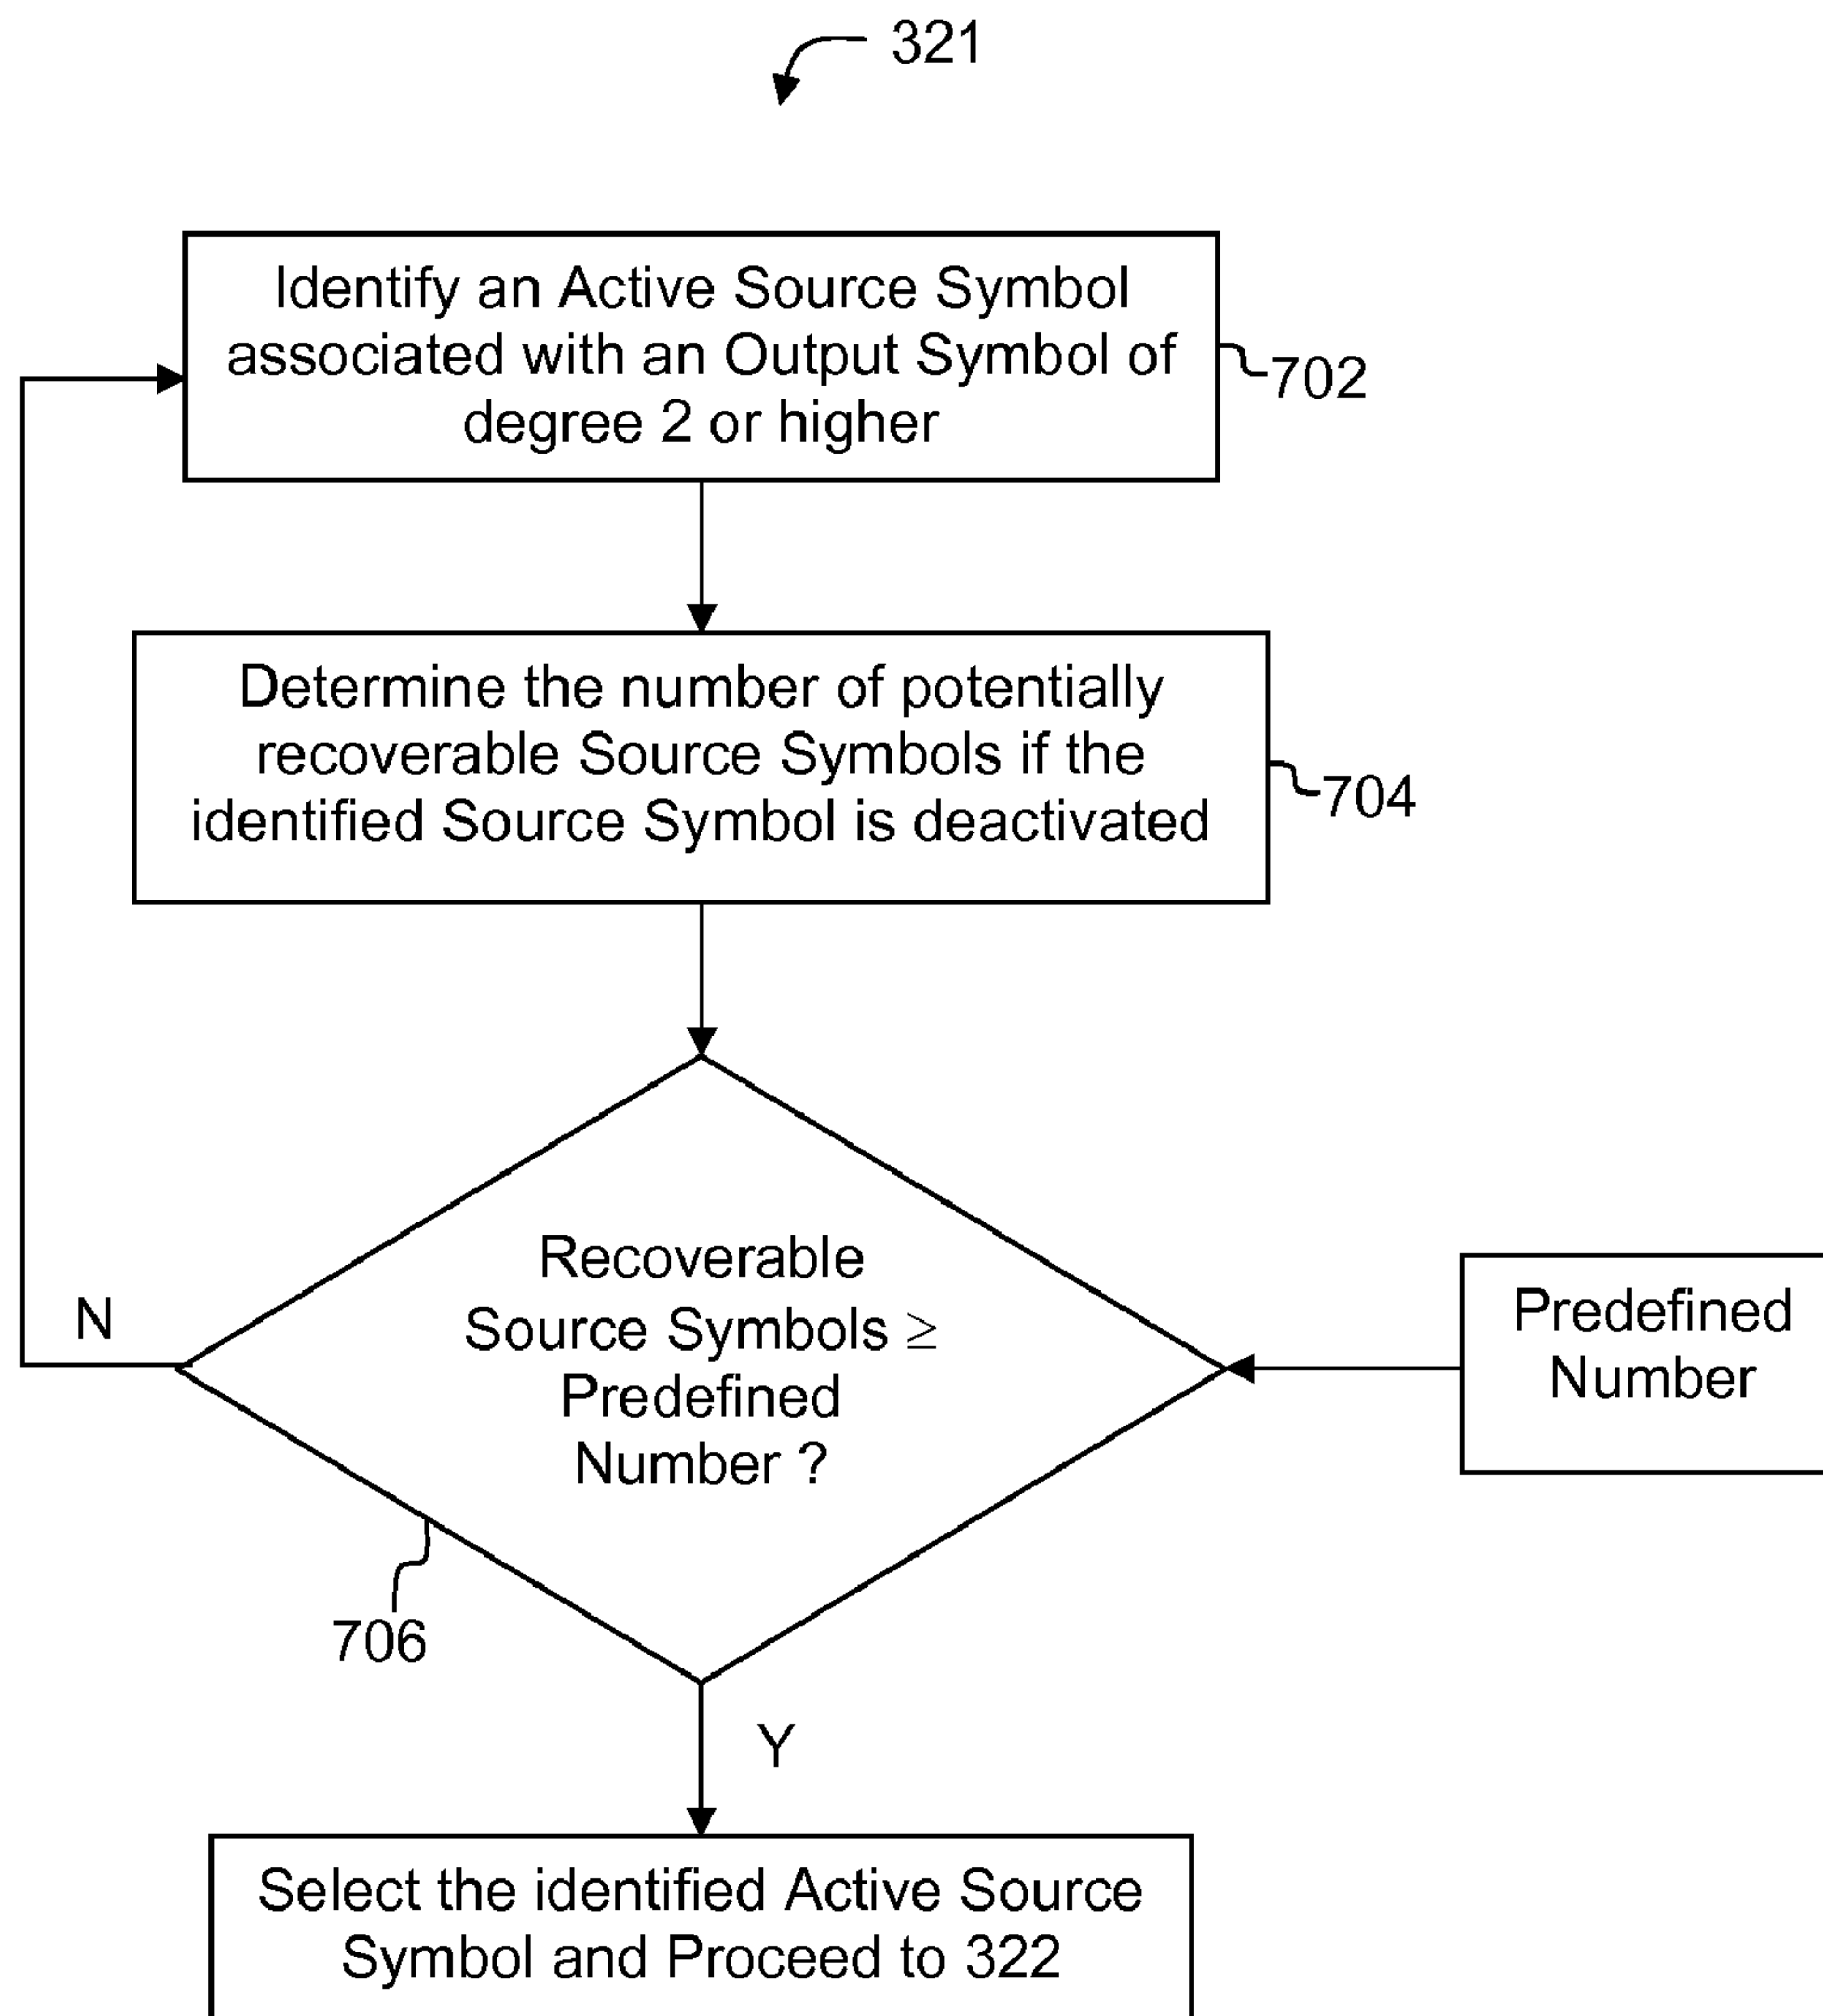 321
Identify an Active Source Symbol
associated with an Output Symbol of
degree 2 or higher
702
Determine the number of potentially
recoverable Source Symbols if the
identified Source Symbol is deactivated
704
Recoverable
Source Symbols ≥
Predefined
Number ?
Predefined
Number
N
706
Y
Select the identified Active Source
Symbol and Proceed to 322